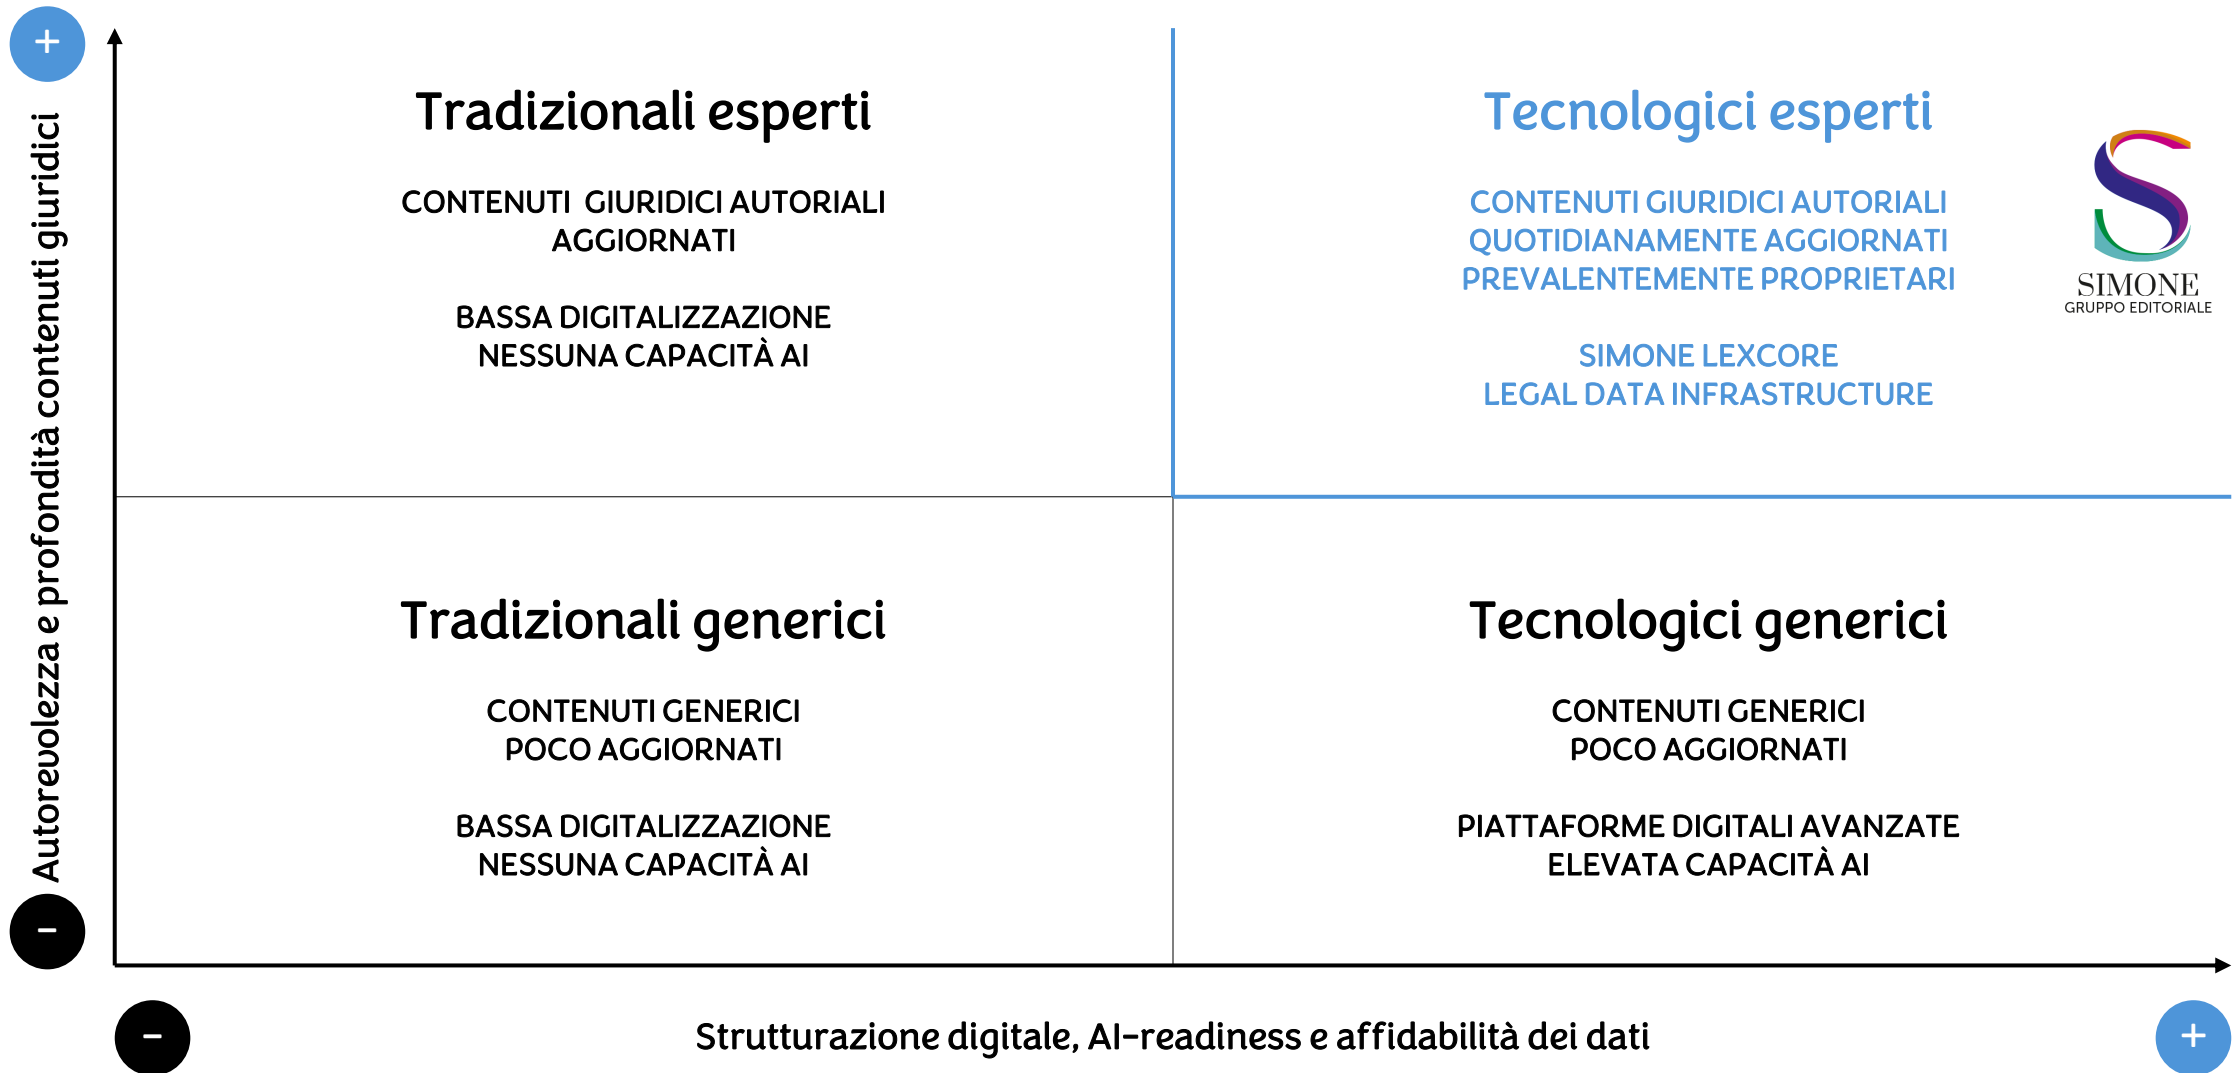 +
Autorevolezza e profondità contenuti giuridici
-
Tradizionali esperti
CONTENUTI GIURIDICI AUTORIALI
AGGIORNATI
BASSA DIGITALIZZAZIONE
NESSUNA CAPACITÀ AI
Tecnologici esperti
CONTENUTI GIURIDICI AUTORIALI
QUOTIDIANAMENTE AGGIORNATI
PREVALENTEMENTE PROPRIETARI
SIMONE LEXCORE
LEGAL DATA INFRASTRUCTURE
S
SIMONE
GRUPPO EDITORIALE
Tradizionali generici
CONTENUTI GENERICI
POCO AGGIORNATI
BASSA DIGITALIZZAZIONE
NESSUNA CAPACITÀ AI
Tecnologici generici
CONTENUTI GENERICI
POCO AGGIORNATI
PIATTAFORME DIGITALI AVANZATE
ELEVATA CAPACITÀ AI
-
Strutturazione digitale, AI-readiness e affidabilità dei dati
+